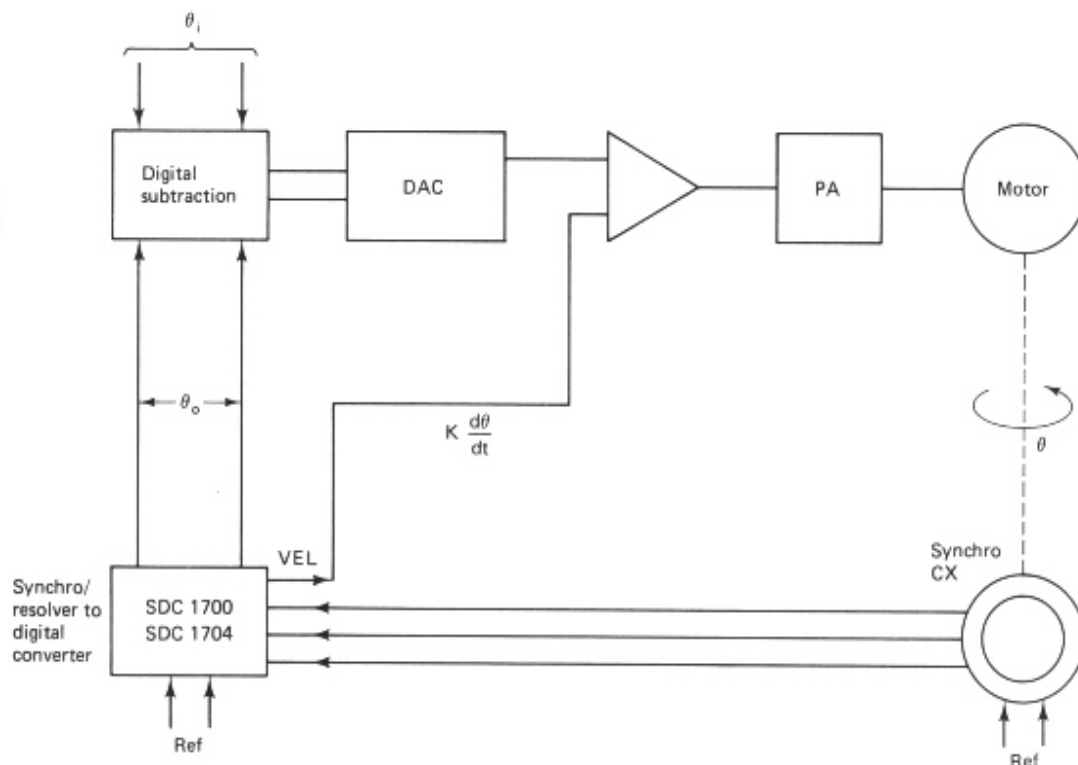 θi
Digital
subtraction
DAC
PA
Motor
θo
K dθ/dt
θ
VEL
Synchro
CX
Synchro/
resolver to
digital
converter
SDC 1700
SDC 1704
Ref
Ref